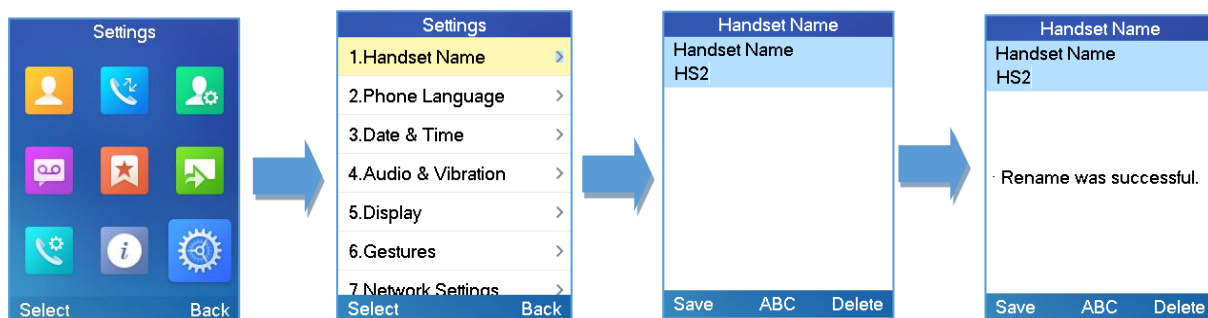 Settings
Select Back
Settings
1.Handset Name
2.Phone Language
3.Date & Time
4.Audio & Vibration
5.Display
6.Gestures
7.Network Settings
Select Back
Handset Name
Handset Name
HS2
Save ABC Delete
Handset Name
Handset Name
HS2
Rename was successful.
Save ABC Delete